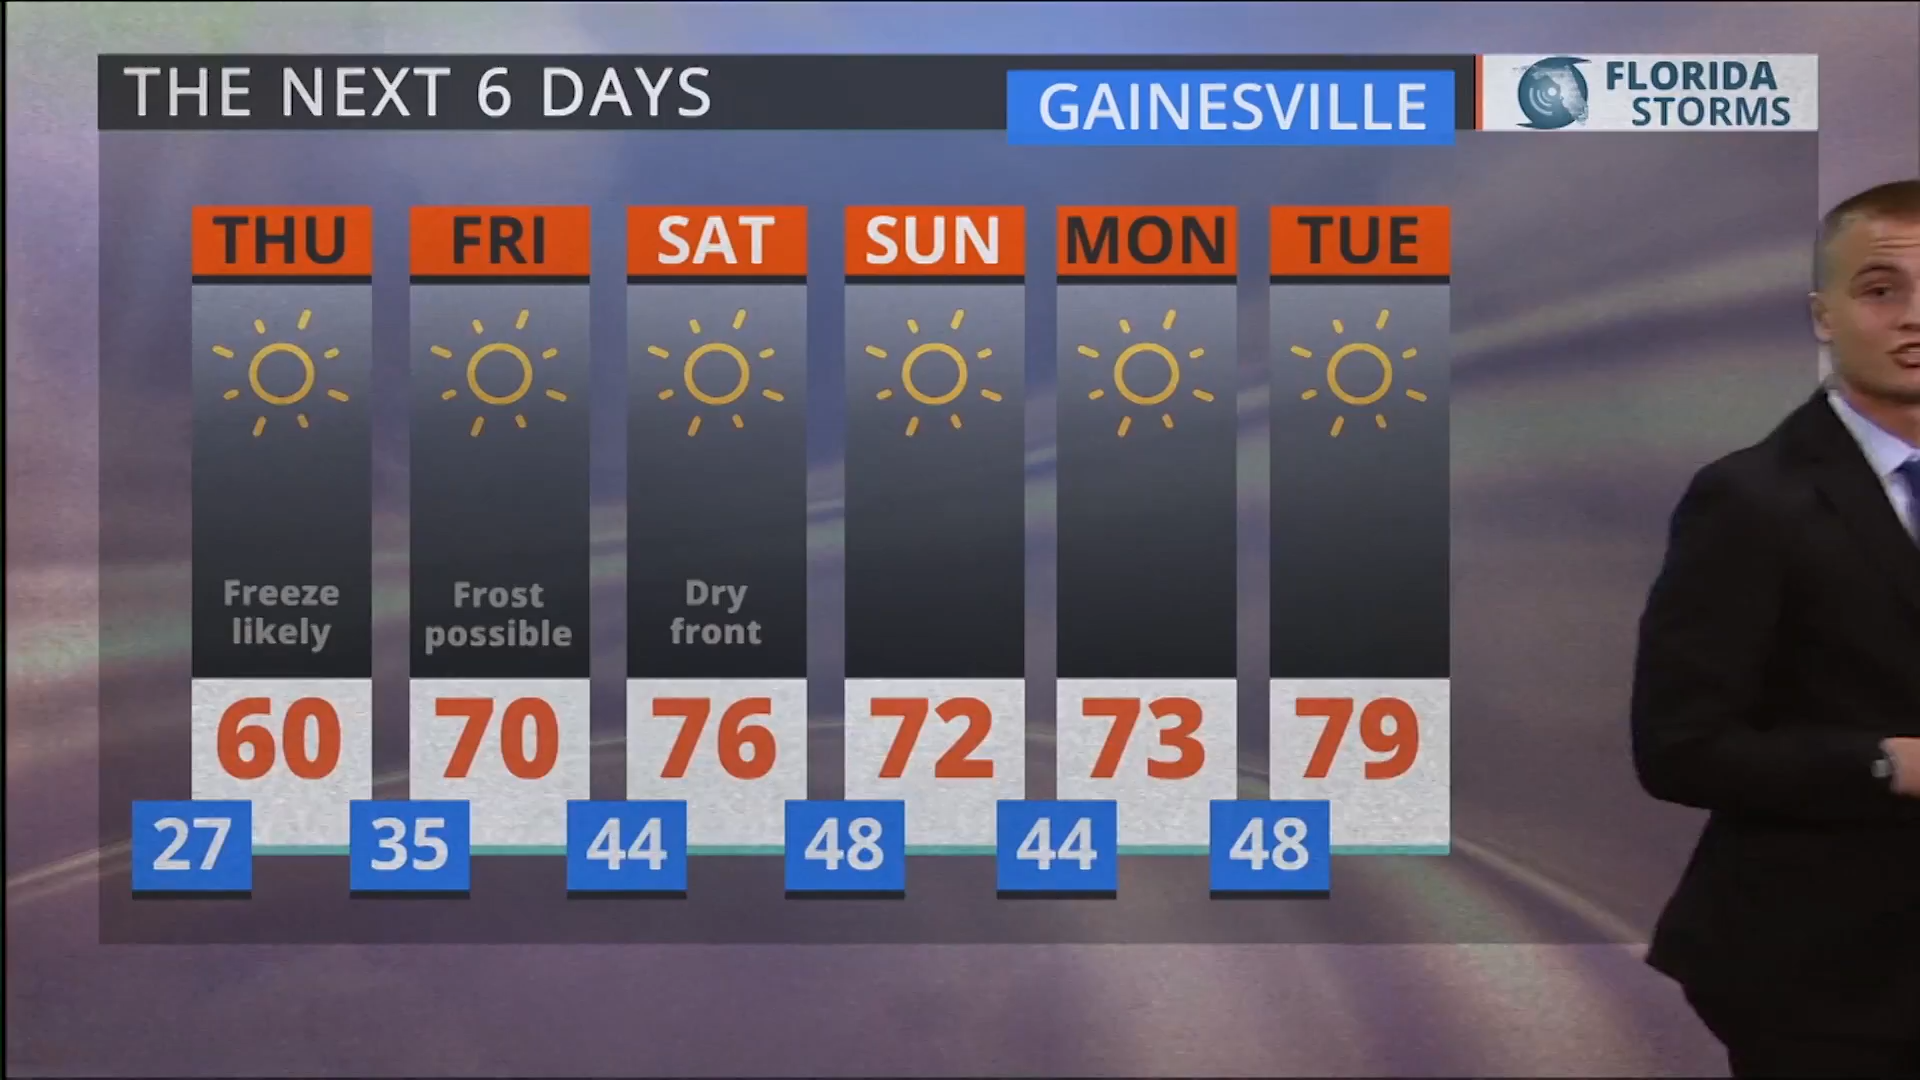 THE NEXT 6 DAYS
GAINESVILLE
FLORIDA
STORMS
THU
FRI
SAT
SUN
MON
TUE
Freeze
likely
Frost
possible
Dry
front
60
70
76
72
73
79
27
35
44
48
44
48